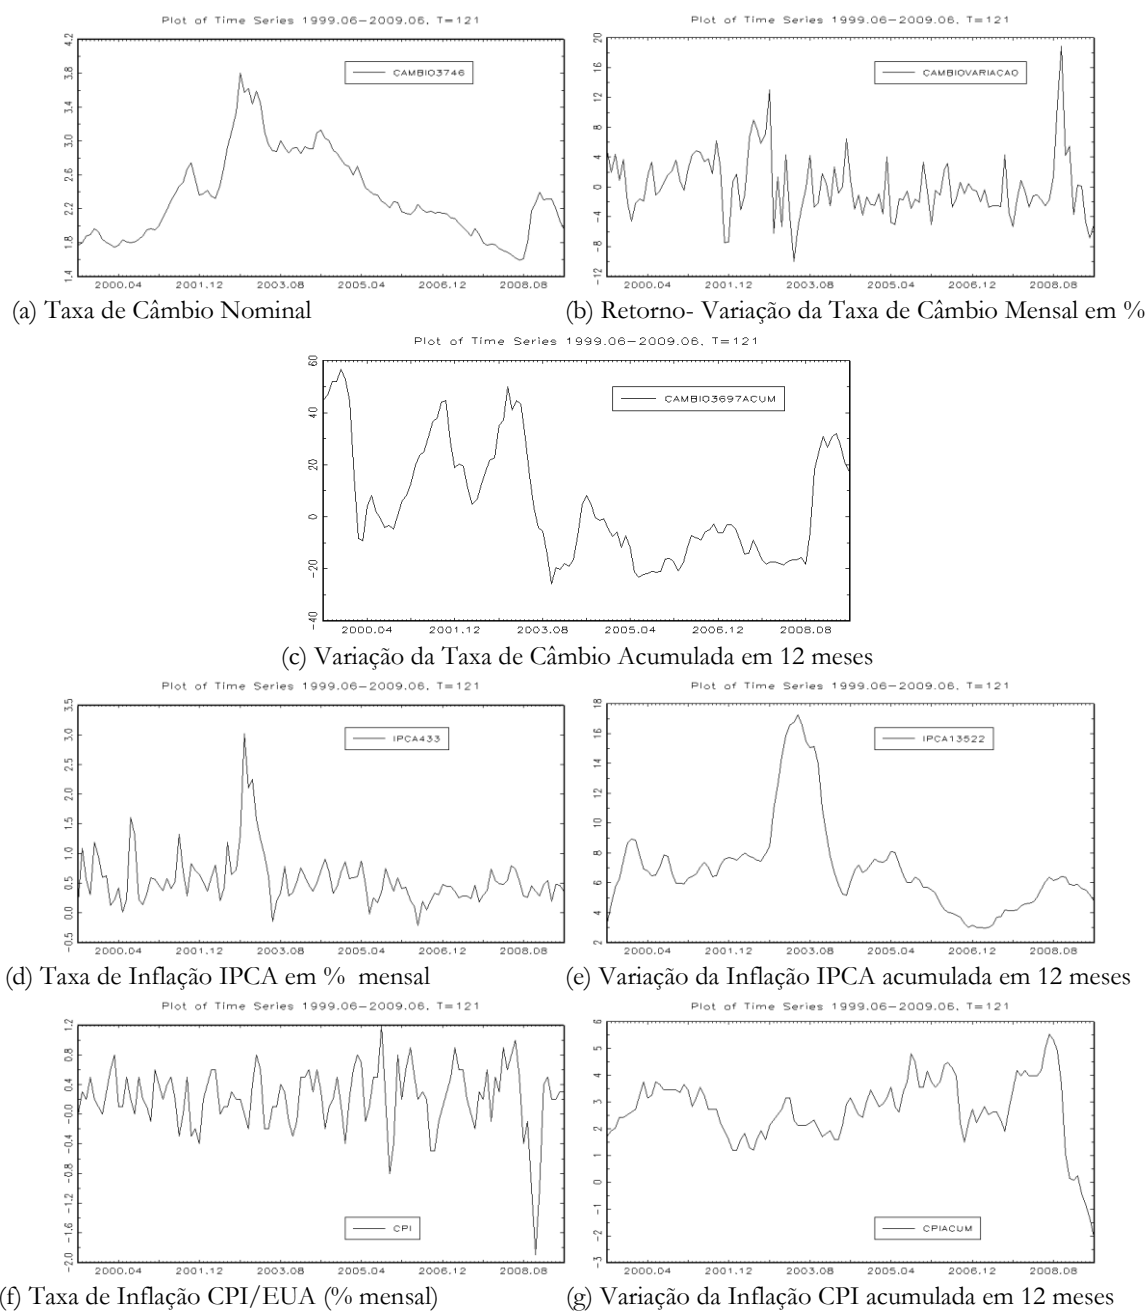 Plot of Time Series 1999.06-2009.06, T=121
4.2
3.8
3.4
3.0
2.6
2.2
1.8
1.4
CAMBIO3746
2000.04 2001.12 2003.08 2005.04 2006.12 2008.08
(a) Taxa de Câmbio Nominal
Plot of Time Series 1999.06-2009.06, T=121
20
16
12
8
4
0
-4
-8
-12
CAMBIOVARIACAO
2000.04 2001.12 2003.08 2005.04 2006.12 2008.08
(b) Retorno- Variação da Taxa de Câmbio Mensal em %
Plot of Time Series 1999.06-2009.06, T=121
60
40
20
0
-20
-40
CAMBIO3697ACUM
2000.04 2001.12 2003.08 2005.04 2006.12 2008.08
(c) Variação da Taxa de Câmbio Acumulada em 12 meses
Plot of Time Series 1999.06-2009.06, T=121
3.5
3.0
2.5
2.0
1.5
1.0
0.5
0.0
-0.5
IPCA433
2000.04 2001.12 2003.08 2005.04 2006.12 2008.08
(d) Taxa de Inflação IPCA em % mensal
Plot of Time Series 1999.06-2009.06, T=121
18
16
14
12
10
8
6
4
2
IPCA13522
2000.04 2001.12 2003.08 2005.04 2006.12 2008.08
(e) Variação da Inflação IPCA acumulada em 12 meses
Plot of Time Series 1999.06-2009.06, T=121
1.2
0.8
0.4
-0.0
-0.4
-0.8
-1.2
-1.6
-2.0
CPI
2000.04 2001.12 2003.08 2005.04 2006.12 2008.08
(f) Taxa de Inflação CPI/EUA (% mensal)
Plot of Time Series 1999.06-2009.06, T=121
6
5
4
3
2
1
0
-1
-2
-3
CPIACUM
2000.04 2001.12 2003.08 2005.04 2006.12 2008.08
(g) Variação da Inflação CPI acumulada em 12 meses